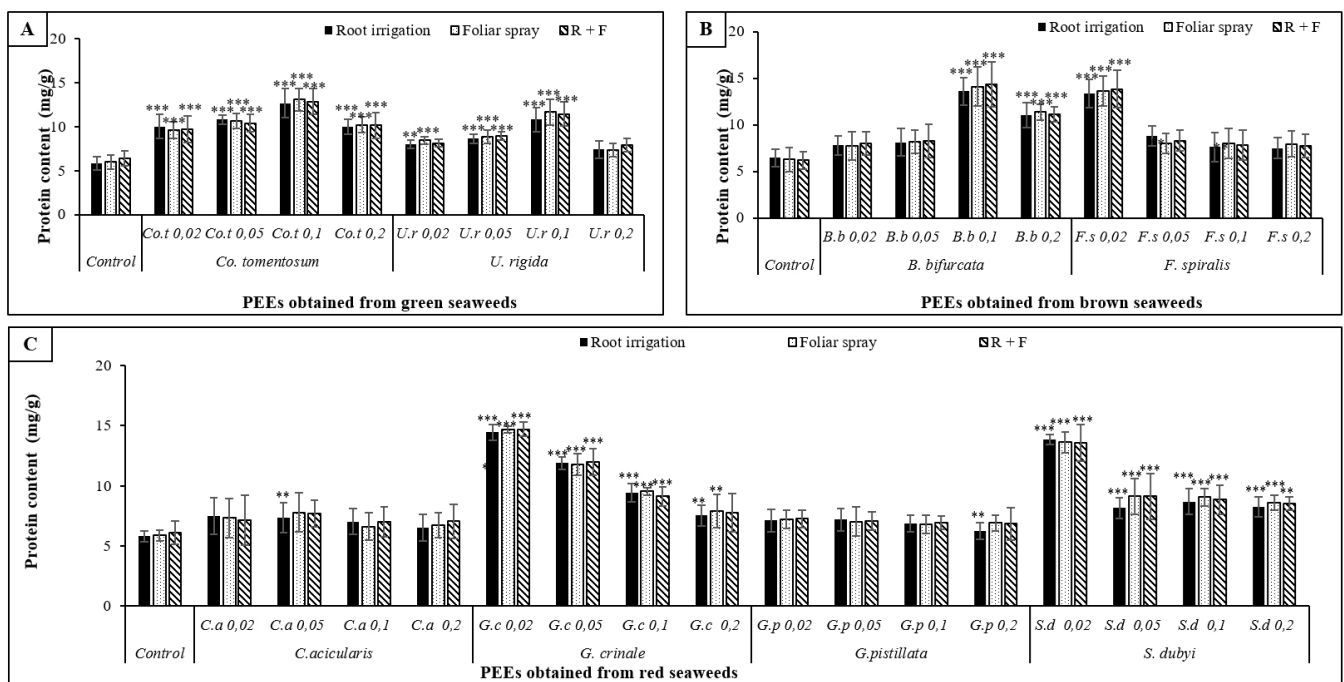 A
Root irrigation Foliar spray R + F
Protein content (mg/g)
20
15
10
5
0
*** *** *** *** *** *** *** *** *** *** *** *** ** *** *** *** *** *** *** ***
Co.t 0,02 Co.t 0,05 Co.t 0,1 Co.t 0,2 U.r 0,02 U.r 0,05 U.r 0,1 U.r 0,2
Control Co. tomentosum U. rigida
PEEs obtained from green seaweeds
B
Root irrigation Foliar spray R + F
Protein content (mg/g)
20
15
10
5
0
*** *** *** *** *** *** *** *** ***
B.b 0,02 B.b 0,05 B.b 0,1 B.b 0,2 F.s 0,02 F.s 0,05 F.s 0,1 F.s 0,2
Control B. bifurcata F. spiralis
PEEs obtained from brown seaweeds
C
Root irrigation Foliar spray R + F
Protein content (mg/g)
20
15
10
5
0
** *** *** *** *** *** *** *** *** *** ** ** ** *** *** *** *** *** *** *** *** *** *** *** **
C.a 0,02 C.a 0,05 C.a 0,1 C.a 0,2 G.c 0,02 G.c 0,05 G.c 0,1 G.c 0,2 G.p 0,02 G.p 0,05 G.p 0,1 G.p 0,2 S.d 0,02 S.d 0,05 S.d 0,1 S.d 0,2
Control C.acicularis G. crinale G.pistillata S. dubyi
PEEs obtained from red seaweeds